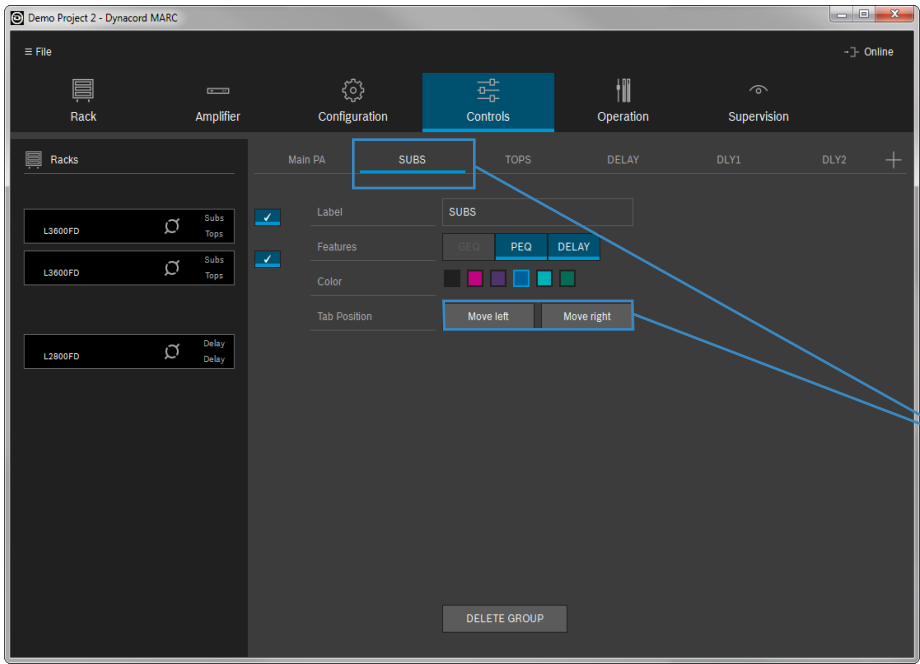 Demo Project 2 - Dynacord MARC
≡ File
Online
Rack Amplifier Configuration Controls Operation Supervision
Racks
Main PA SUBS TOPS DELAY DLY1 DLY2
L3600FD Subs Tops
L3600FD Subs Tops
L2800FD Delay Delay
Label SUBS
Features GEQ PEQ DELAY
Color
Tab Position Move left Move right
DELETE GROUP